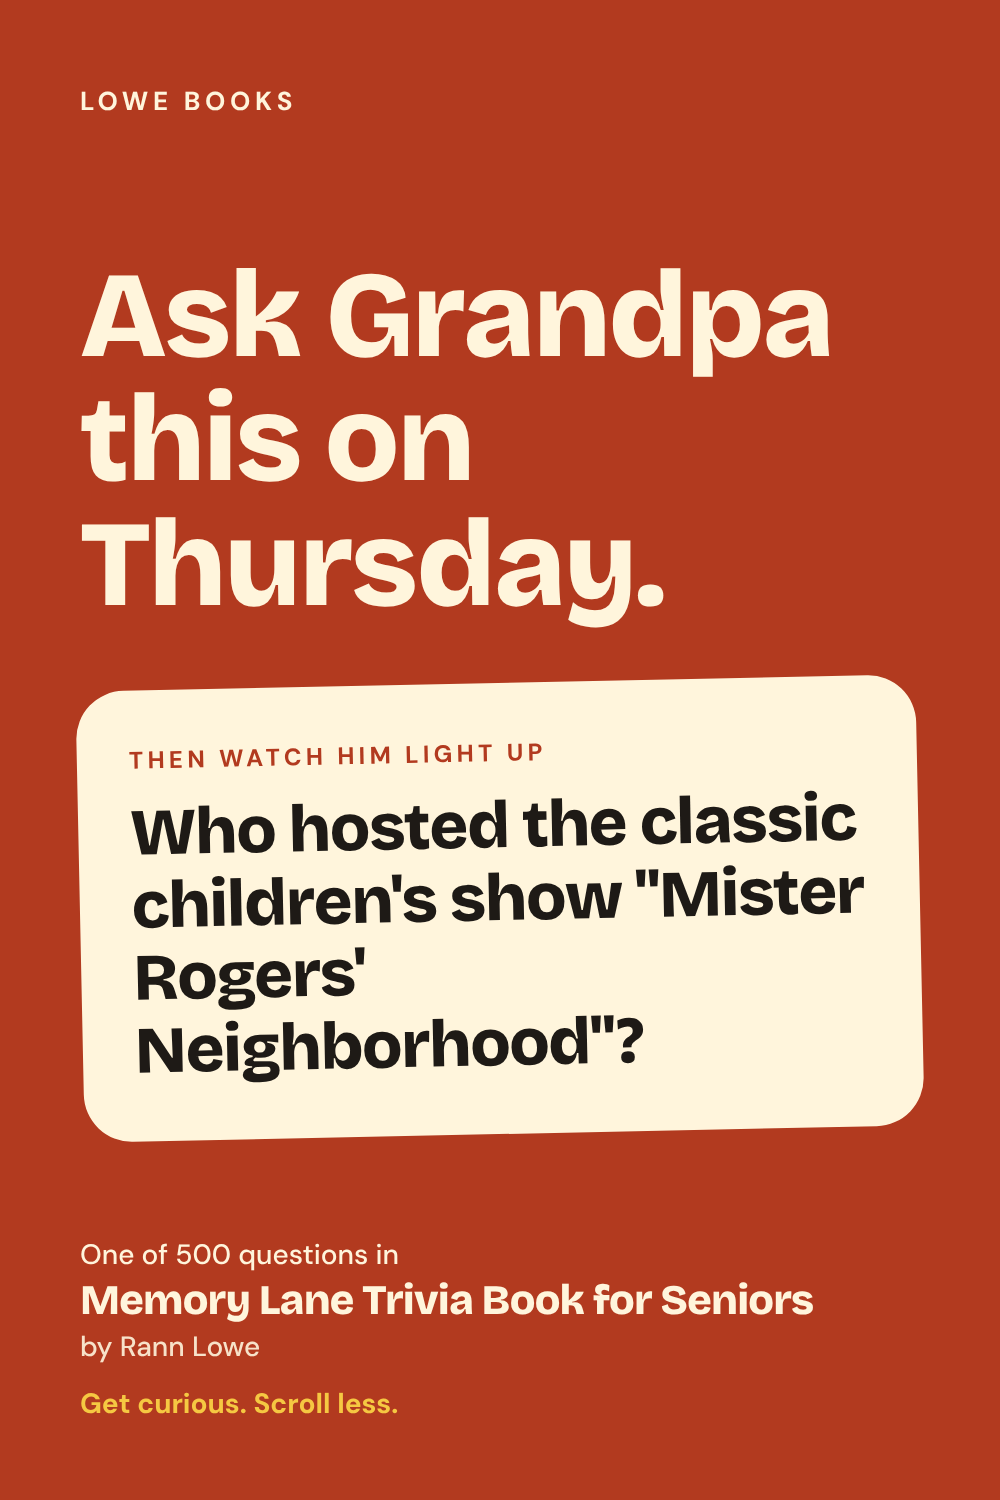 LOWE BOOKS
Ask Grandpa
this on
Thursday.
THEN WATCH HIM LIGHT UP
Who hosted the classic
children's show "Mister
Rogers'
Neighborhood"?
One of 500 questions in
Memory Lane Trivia Book for Seniors
by Rann Lowe
Get curious. Scroll less.